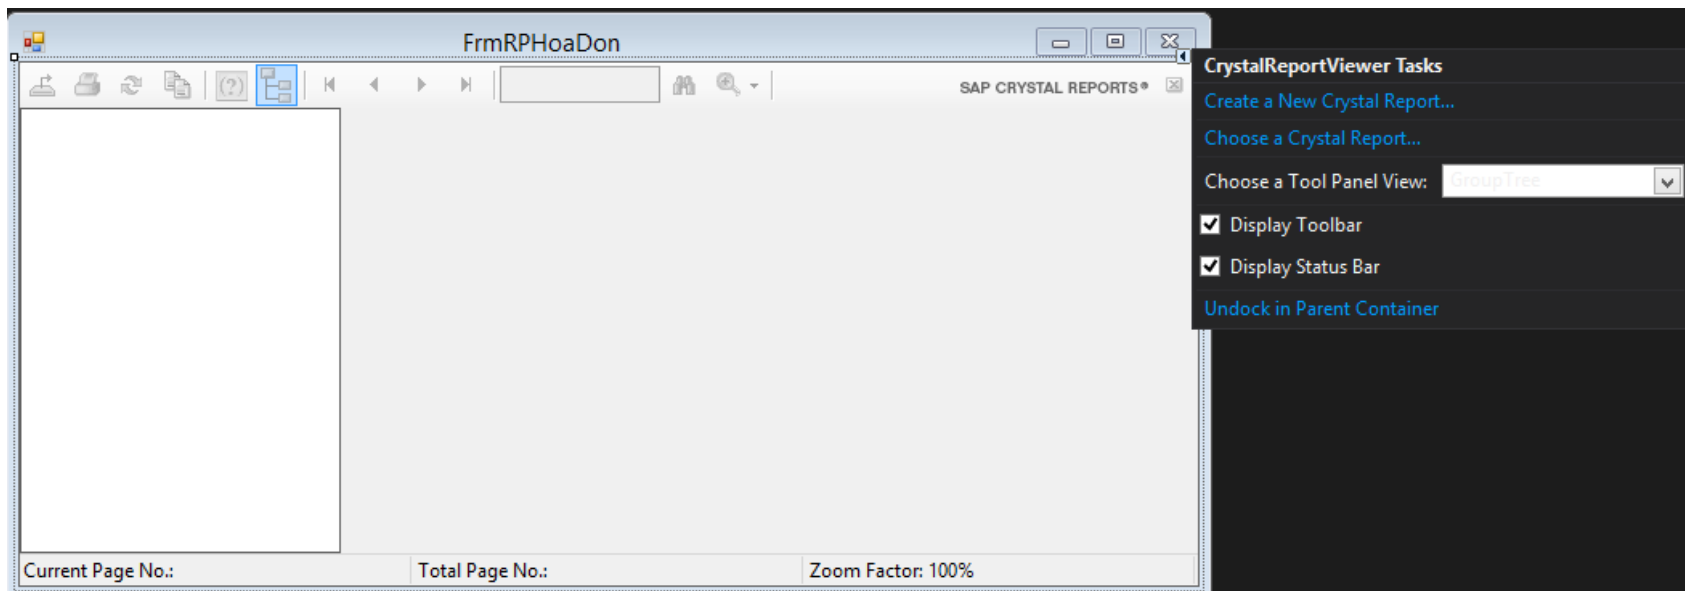 FrmRPHoaDon
(?)
SAP CRYSTAL REPORTS®
CrystalReportViewer Tasks
Create a New Crystal Report...
Choose a Crystal Report...
Choose a Tool Panel View: GroupTree
Display Toolbar
Display Status Bar
Undock in Parent Container
Current Page No.: Total Page No.: Zoom Factor: 100%